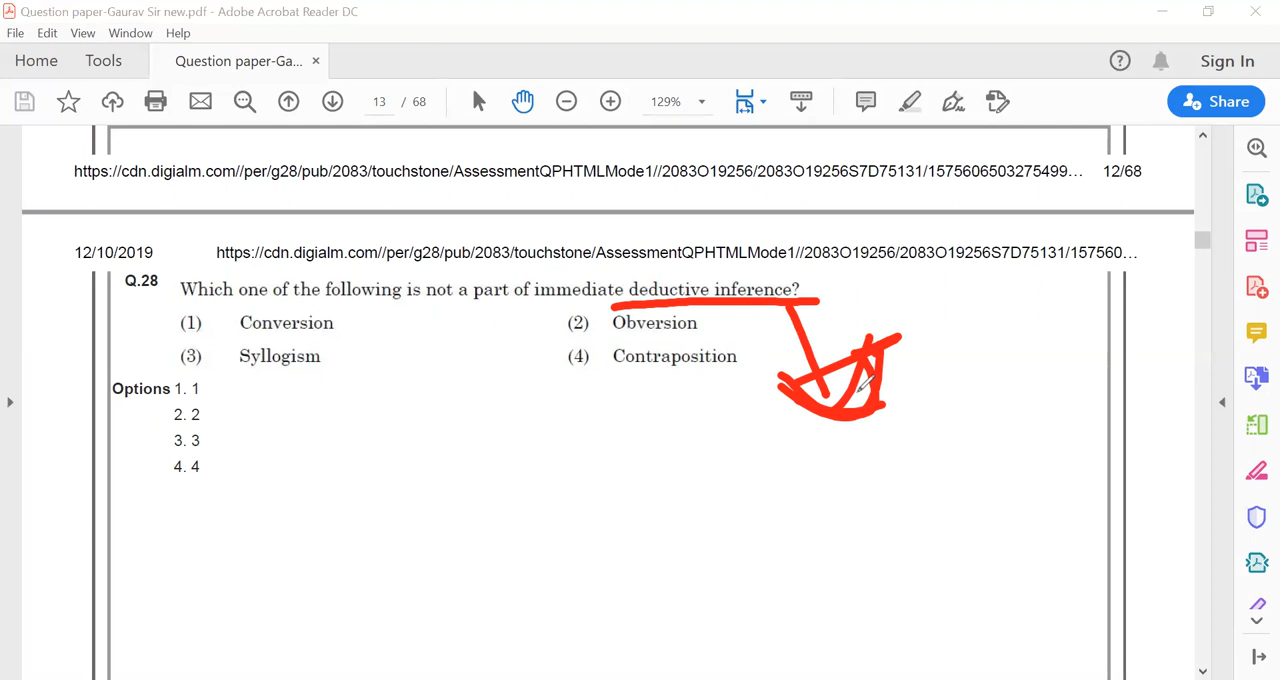 Question paper-Gaurav Sir new.pdf - Adobe Acrobat Reader DC
File Edit View Window Help
Home Tools Question paper-Ga... × Sign In
13 / 68 129% Share
https://cdn.digialm.com//per/g28/pub/2083/touchstone/AssessmentQPHTMLMode1//2083O19256/2083O19256S7D75131/1575606503275499... 12/68
12/10/2019 https://cdn.digialm.com//per/g28/pub/2083/touchstone/AssessmentQPHTMLMode1//2083O19256/2083O19256S7D75131/157560...
Q.28 Which one of the following is not a part of immediate deductive inference?
(1) Conversion (2) Obversion
(3) Syllogism (4) Contraposition
Options 1. 1
2. 2
3. 3
4. 4